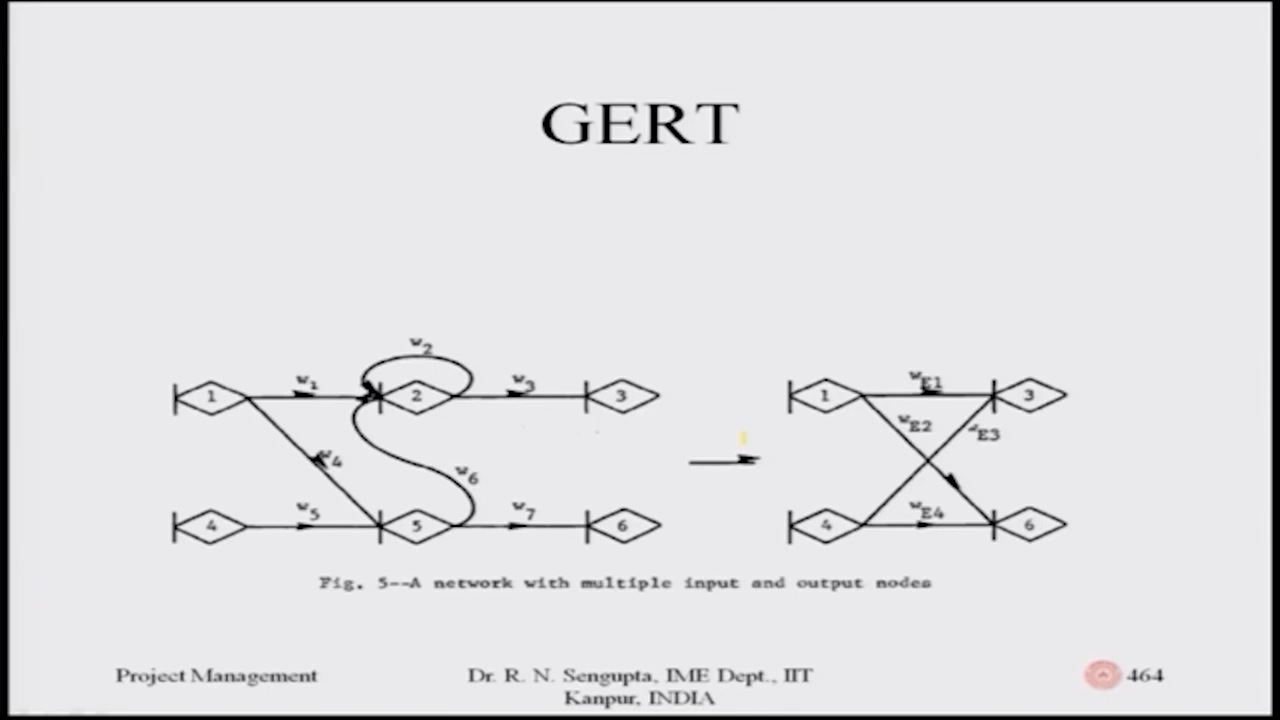 GERT
w2
w1 w3 wE1
1 2 3 1 3
wE2 wE3
w4
w6
w5 w7 wE4
4 5 6 4 6
Fig. 5--A network with multiple input and output nodes
Project Management Dr. R. N. Sengupta, IME Dept., IIT 464
Kanpur, INDIA